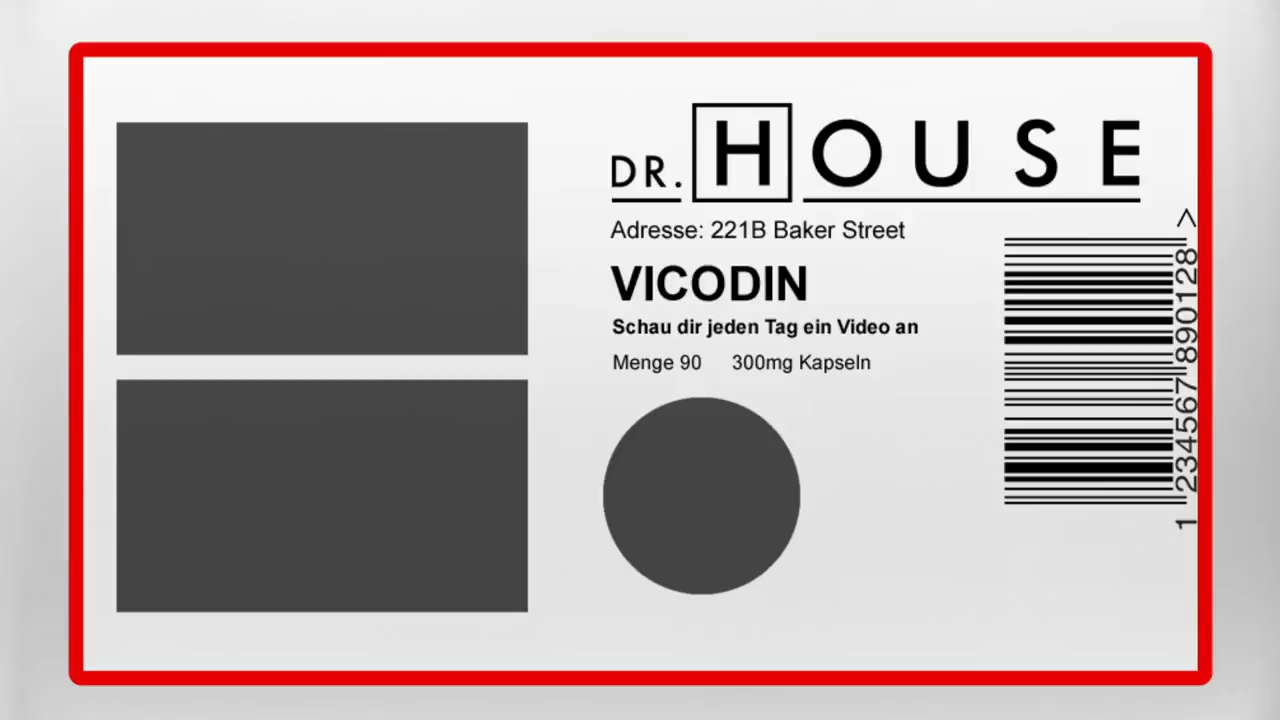 DR. HOUSE
Adresse: 221B Baker Street
VICODIN
Schau dir jeden Tag ein Video an
Menge 90 300mg Kapseln
1 234567 890128 >